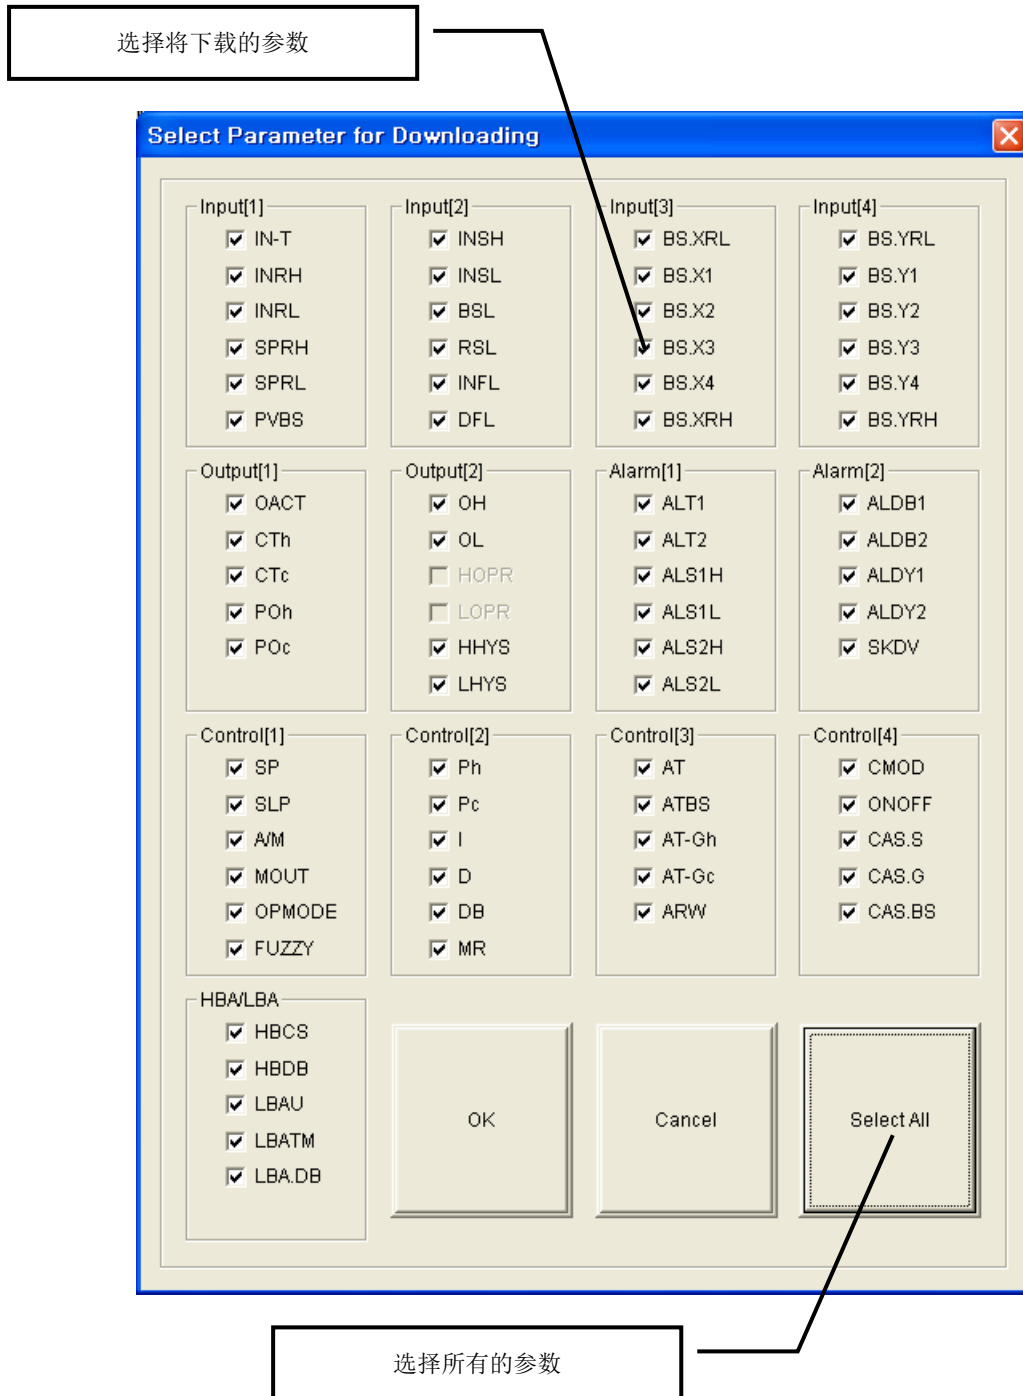 选择将下载的参数
Select Parameter for Downloading
Input[1]
IN-T
INRH
INRL
SPRH
SPRL
PVBS
Input[2]
INSH
INSL
BSL
RSL
INFL
DFL
Input[3]
BS.XRL
BS.X1
BS.X2
BS.X3
BS.X4
BS.XRH
Input[4]
BS.YRL
BS.Y1
BS.Y2
BS.Y3
BS.Y4
BS.YRH
Output[1]
OACT
CTh
CTc
POh
POc
Output[2]
OH
OL
HOPR
LOPR
HHYS
LHYS
Alarm[1]
ALT1
ALT2
ALS1H
ALS1L
ALS2H
ALS2L
Alarm[2]
ALDB1
ALDB2
ALDY1
ALDY2
SKDV
Control[1]
SP
SLP
A/M
MOUT
OPMODE
FUZZY
Control[2]
Ph
Pc
I
D
DB
MR
Control[3]
AT
ATBS
AT-Gh
AT-Gc
ARW
Control[4]
CMOD
ONOFF
CAS.S
CAS.G
CAS.BS
HBA/LBA
HBCS
HBDB
LBAU
LBATM
LBA.DB
OK
Cancel
Select All
选择所有的参数